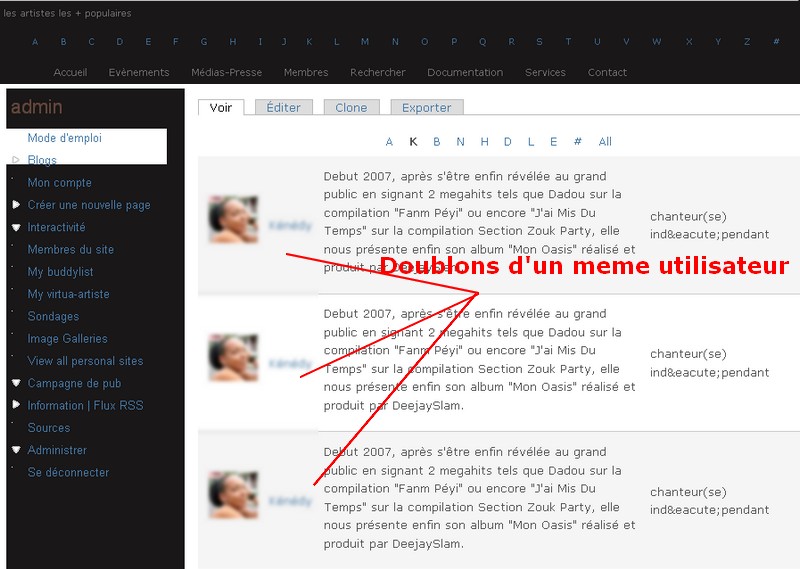 les artistes les + populaires
A B C D E F G H I J K L M N O P Q R S T U V W X Y Z #
Accueil Evènements Médias-Presse Membres Rechercher Documentation Services Contact
admin
Mode d'emploi
Blogs
Mon compte
Créer une nouvelle page
Interactivité
Membres du site
My buddylist
My virtua-artiste
Sondages
Image Galleries
View all personal sites
Campagne de pub
Information | Flux RSS
Sources
Administrer
Se déconnecter
Voir Éditer Clone Exporter
A K B N H D L E # All
Debut 2007, après s'être enfin révélée au grand
public en signant 2 megahits tels que Dadou sur la
compilation "Fanm Péyi" ou encore "J'ai Mis Du
Temps" sur la compilation Section Zouk Party, elle
nous présente enfin son album "Mon Oasis" réalisé et
produit par DeejaySlam.
chanteur(se)
ind&eacute;pendant
Doublons d'un meme utilisateur
Debut 2007, après s'être enfin révélée au grand
public en signant 2 megahits tels que Dadou sur la
compilation "Fanm Péyi" ou encore "J'ai Mis Du
Temps" sur la compilation Section Zouk Party, elle
nous présente enfin son album "Mon Oasis" réalisé et
produit par DeejaySlam.
chanteur(se)
ind&eacute;pendant
Debut 2007, après s'être enfin révélée au grand
public en signant 2 megahits tels que Dadou sur la
compilation "Fanm Péyi" ou encore "J'ai Mis Du
Temps" sur la compilation Section Zouk Party, elle
nous présente enfin son album "Mon Oasis" réalisé et
produit par DeejaySlam.
chanteur(se)
ind&eacute;pendant